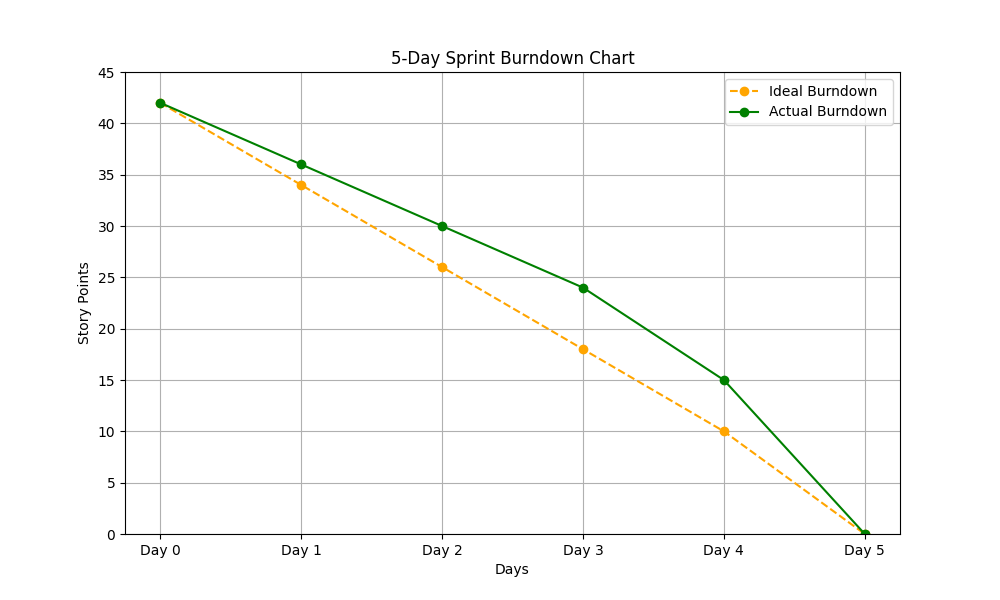 5-Day Sprint Burndown Chart
Ideal Burndown
Actual Burndown
45
40
35
30
25
20
15
10
5
0
Story Points
Day 0 Day 1 Day 2 Day 3 Day 4 Day 5
Days